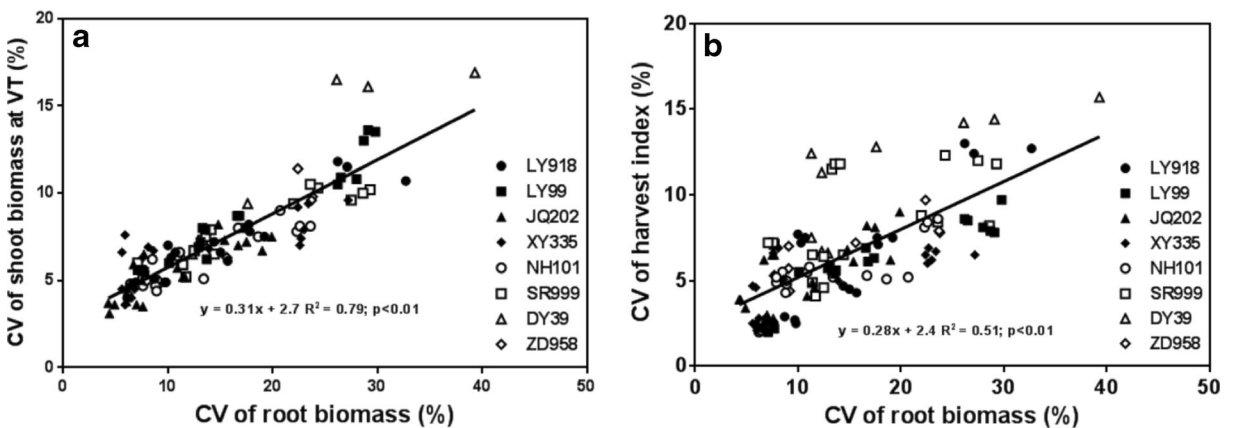 a
CV of shoot biomass at VT (%)
20
15
10
5
0
0 10 20 30 40 50
CV of root biomass (%)
y = 0.31x + 2.7 R² = 0.79; p<0.01
LY918
LY99
JQ202
XY335
NH101
SR999
DY39
ZD958
b
CV of harvest index (%)
20
15
10
5
0
0 10 20 30 40 50
CV of root biomass (%)
y = 0.28x + 2.4 R² = 0.51; p<0.01
LY918
LY99
JQ202
XY335
NH101
SR999
DY39
ZD958